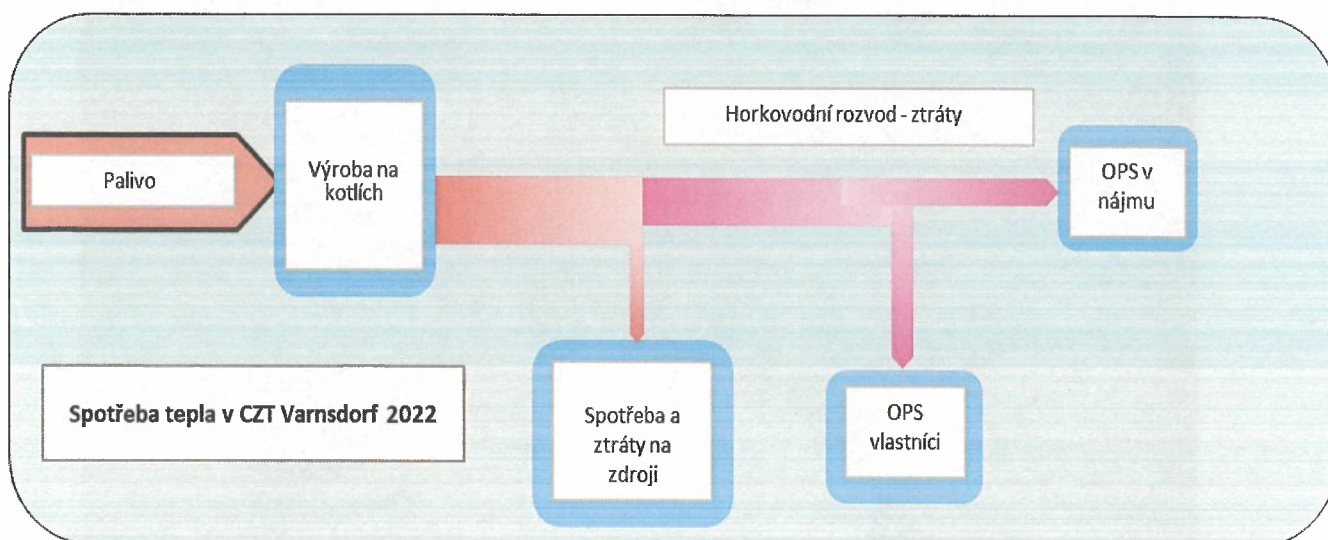 Horkovodní rozvod - ztráty
Palivo
Výroba na
kotlích
OPS v
nájmu
Spotřeba tepla v CZT Varnsdorf 2022
Spotřeba a
ztráty na
zdroji
OPS
vlastníci